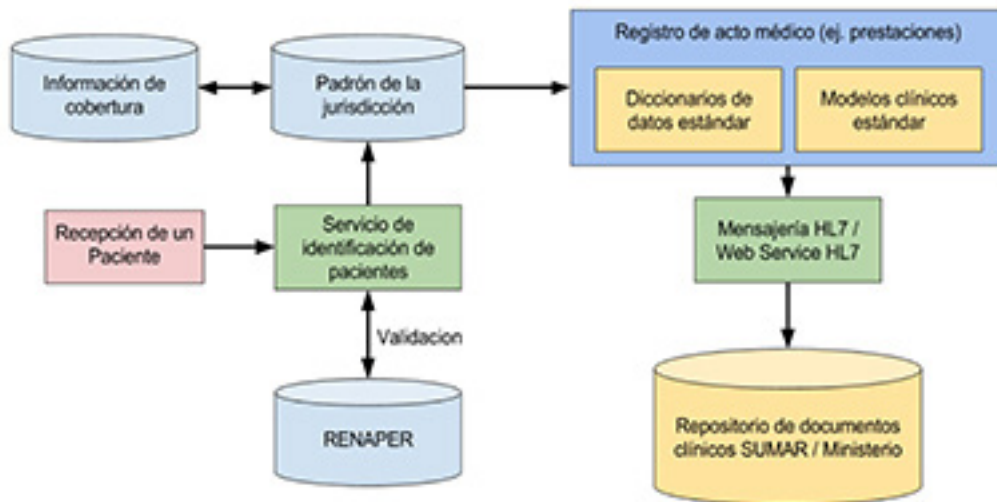 Información de
cobertura
Padrón de la
jurisdicción
Registro de acto médico (ej. prestaciones)
Diccionarios de
datos estándar
Modelos clínicos
estándar
Recepción de un
Paciente
Servicio de
identificación de
pacientes
Mensajería HL7 /
Web Service HL7
Validacion
RENAPER
Repositorio de documentos
clínicos SUMAR / Ministerio